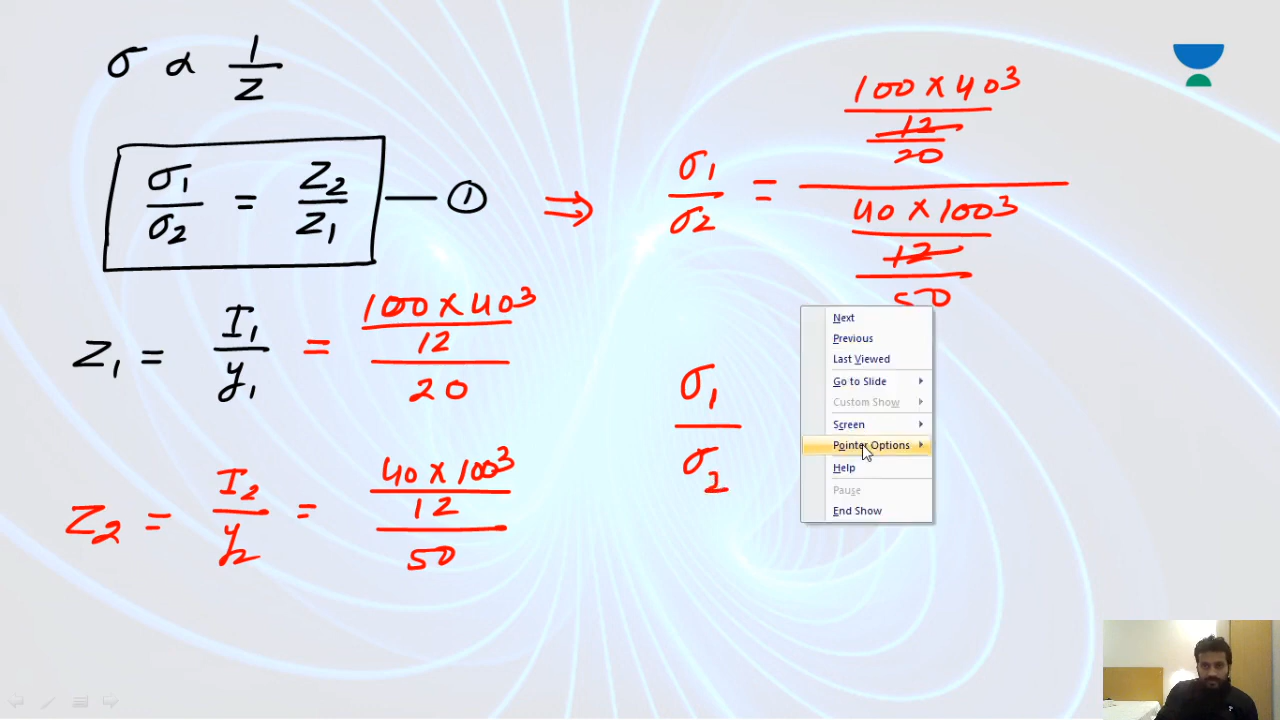 σ ∝ 1/Z
σ1/σ2 = Z2/Z1 — ①
⇒ σ1/σ2 = ((100 × 40³/12)/20)/((40 × 100³/12)/50)
Z1 = I1/y1 = (100 × 40³/12)/20
Z2 = I2/y2 = (40 × 100³/12)/50
σ1/σ2
Next
Previous
Last Viewed
Go to Slide
Custom Show
Screen
Pointer Options
Help
Pause
End Show